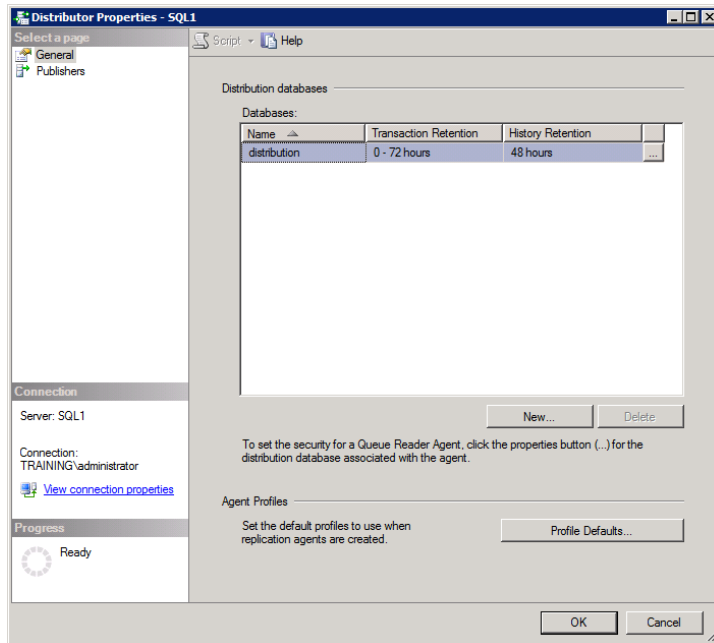 Distributor Properties - SQL1
Select a page
General
Publishers
Script
Help
Distribution databases
Databases:
Name Transaction Retention History Retention
distribution 0 - 72 hours 48 hours ...
New... Delete
To set the security for a Queue Reader Agent, click the properties button (...) for the
distribution database associated with the agent.
Agent Profiles
Set the default profiles to use when
replication agents are created.
Profile Defaults...
Connection
Server: SQL1
Connection:
TRAINING\administrator
View connection properties
Progress
Ready
OK Cancel